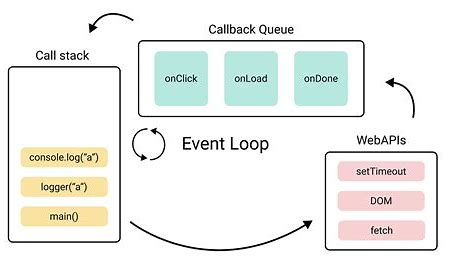 Callback Queue
Call stack
onClick onLoad onDone
Event Loop
WebAPIs
console.log("a")
setTimeout
logger("a")
DOM
main()
fetch